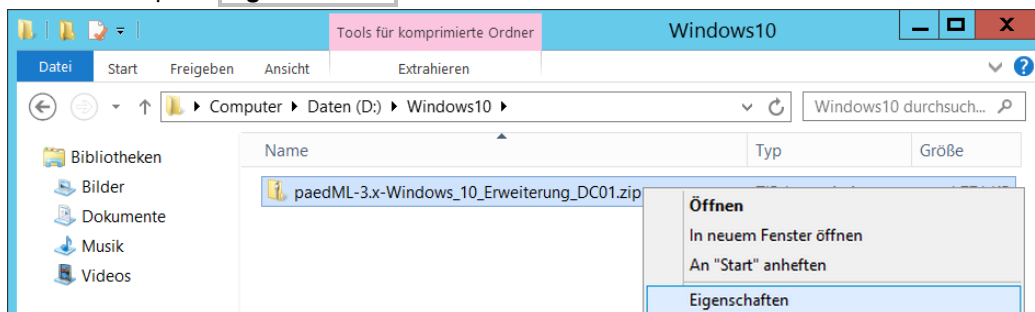 Windows10
Tools für komprimierte Ordner
Datei Start Freigeben Ansicht Extrahieren
Computer Daten (D:) Windows10
Windows10 durchsuch...
Bibliotheken
Bilder
Dokumente
Musik
Videos
Name Typ Größe
paedML-3.x-Windows_10_Erweiterung_DC01.zip
Öffnen
In neuem Fenster öffnen
An "Start" anheften
Eigenschaften